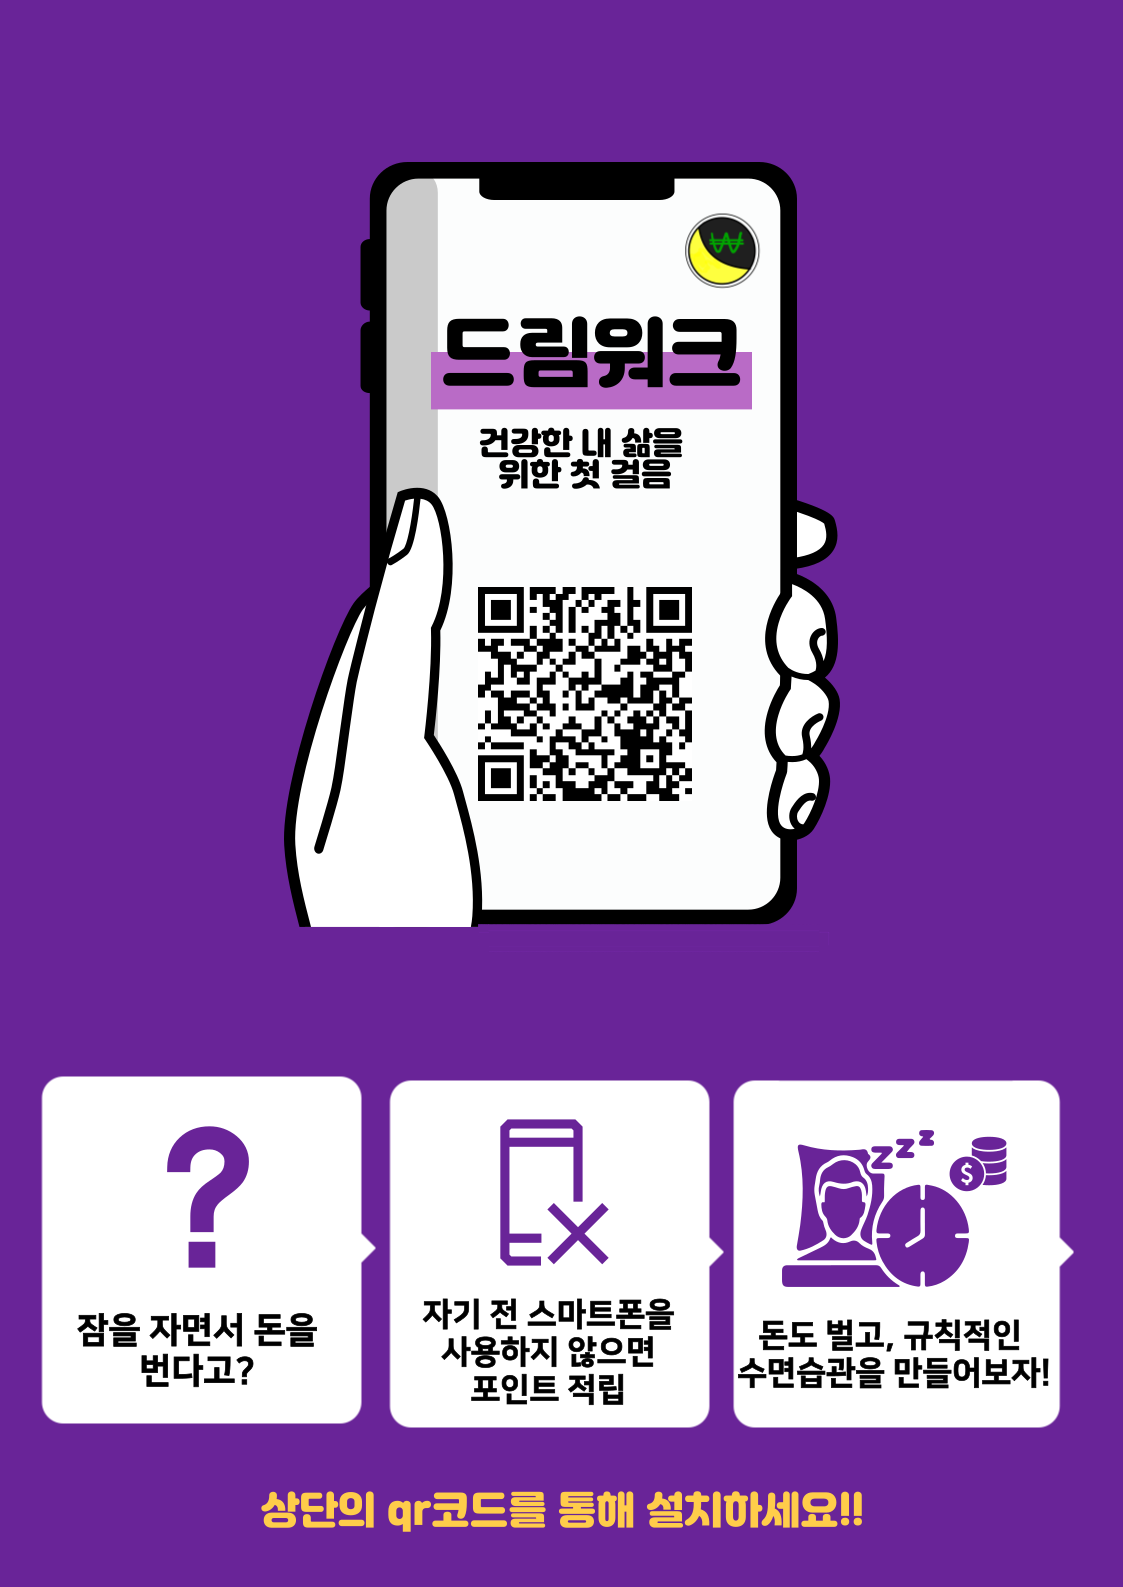 ₩
드림워크
건강한 내 삶을
위한 첫 걸음
?
잠을 자면서 돈을
번다고?
자기 전 스마트폰을
사용하지 않으면
포인트 적립
z z z
$
돈도 벌고, 규칙적인
수면습관을 만들어보자!
상단의 qr코드를 통해 설치하세요!!